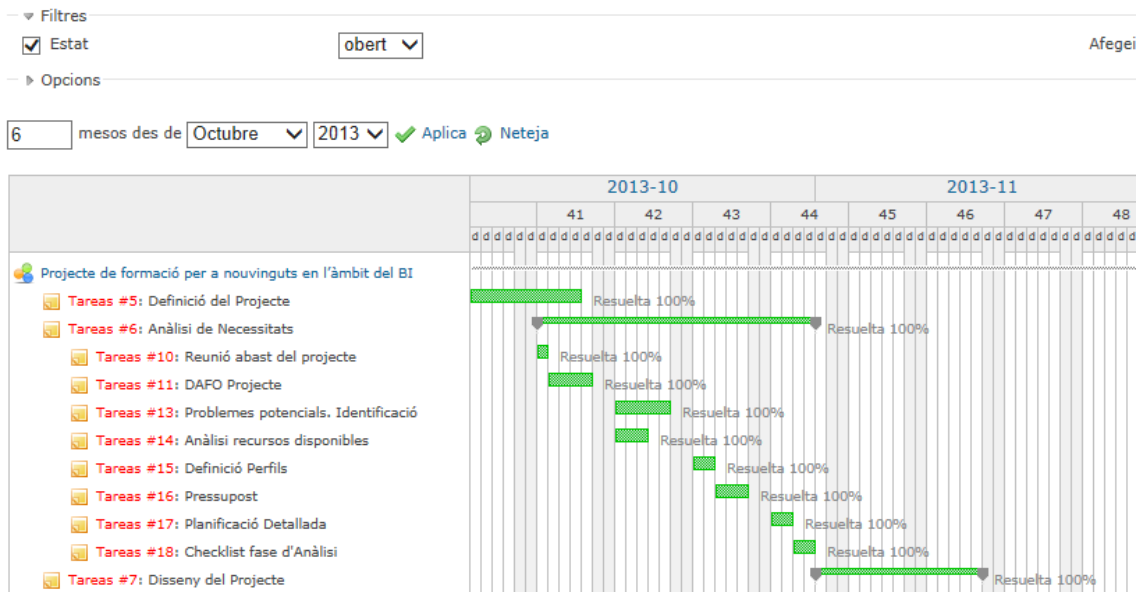 Filtres
Estat obert Afegei
Opcions
6 mesos des de Octubre 2013 Aplica Neteja
2013-10 2013-11
41 42 43 44 45 46 47 48
d d d d d d d d d d d d d d d d d d d d d d d d d d d d d d d d d d d d d d d d d d d d d d d d d d d d d d d d d d d d
Projecte de formació per a nouvinguts en l'àmbit del BI
Tareas #5: Definició del Projecte Resuelta 100%
Tareas #6: Anàlisi de Necessitats Resuelta 100%
Tareas #10: Reunió abast del projecte Resuelta 100%
Tareas #11: DAFO Projecte Resuelta 100%
Tareas #13: Problemes potencials. Identificació Resuelta 100%
Tareas #14: Anàlisi recursos disponibles Resuelta 100%
Tareas #15: Definició Perfils Resuelta 100%
Tareas #16: Pressupost Resuelta 100%
Tareas #17: Planificació Detallada Resuelta 100%
Tareas #18: Checklist fase d'Anàlisi Resuelta 100%
Tareas #7: Disseny del Projecte Resuelta 100%